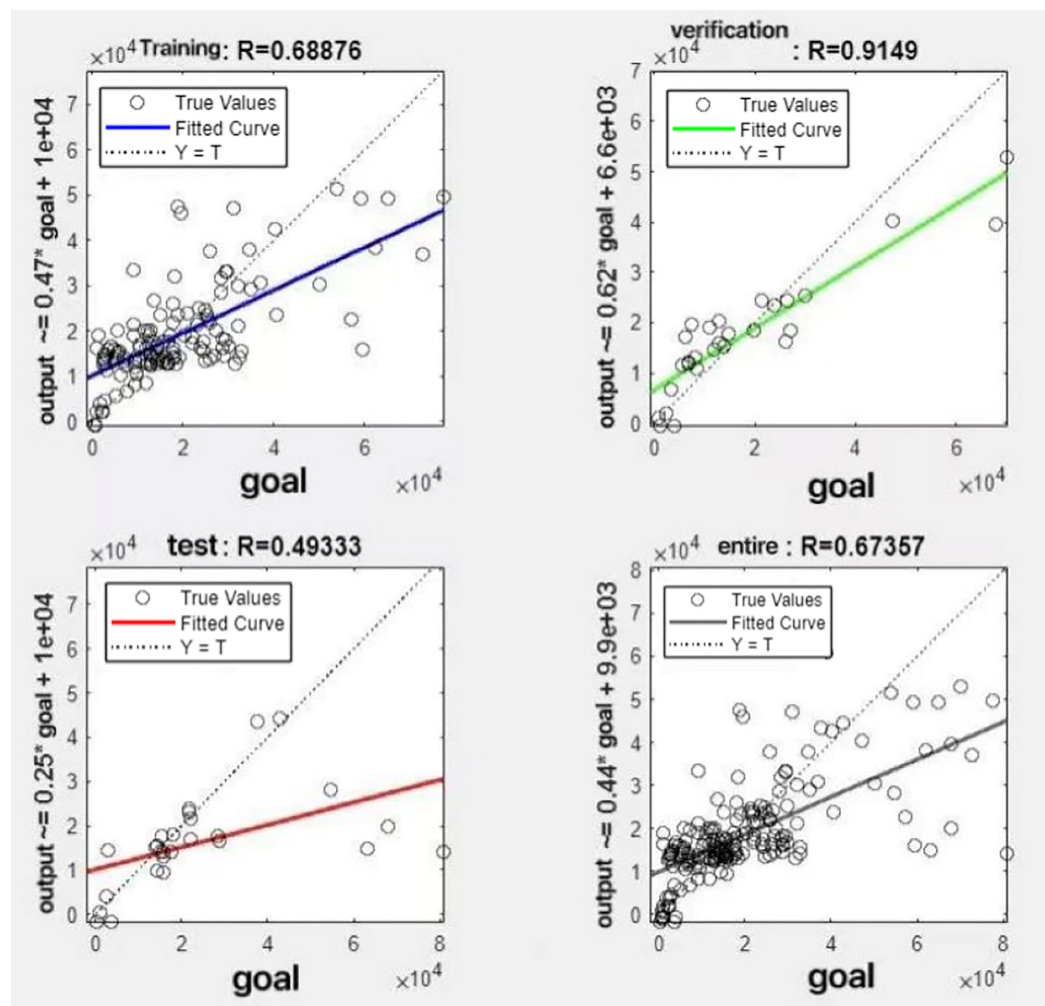 ×10⁴ Training: R=0.68876
True Values
Fitted Curve
Y = T
output ~= 0.47* goal + 1e+04
7
6
5
4
3
2
1
0
0 2 4 6
goal ×10⁴
verification
×10⁴ : R=0.9149
True Values
Fitted Curve
Y = T
output ~= 0.62* goal + 6.6e+03
7
6
5
4
3
2
1
0
0 2 4 6
goal ×10⁴
×10⁴ test: R=0.49333
True Values
Fitted Curve
Y = T
output ~= 0.25* goal + 1e+04
7
6
5
4
3
2
1
0
0 2 4 6 8
goal ×10⁴
×10⁴ entire : R=0.67357
True Values
Fitted Curve
Y = T
output ~= 0.44* goal + 9.9e+03
8
7
6
5
4
3
2
1
0
0 2 4 6 8
goal ×10⁴